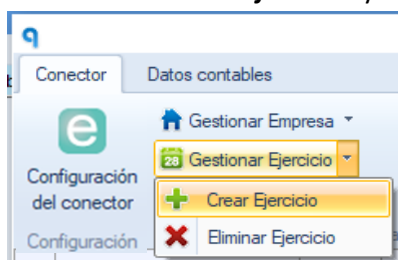 Conector Datos contables
Gestionar Empresa
28 Gestionar Ejercicio
Configuración
del conector
Crear Ejercicio
Eliminar Ejercicio
Configuración